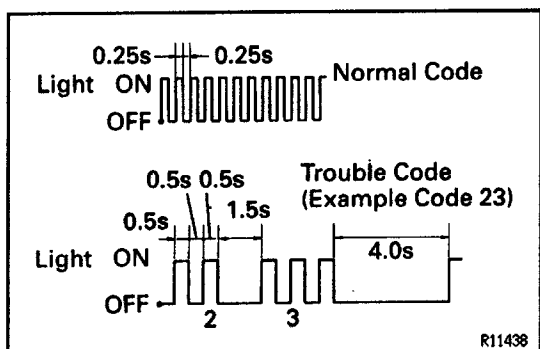 0.25s 0.25s
Light ON Normal Code
OFF
Trouble Code
(Example Code 23)
0.5s 0.5s
0.5s 1.5s 4.0s
Light ON
OFF
2 3
R11438